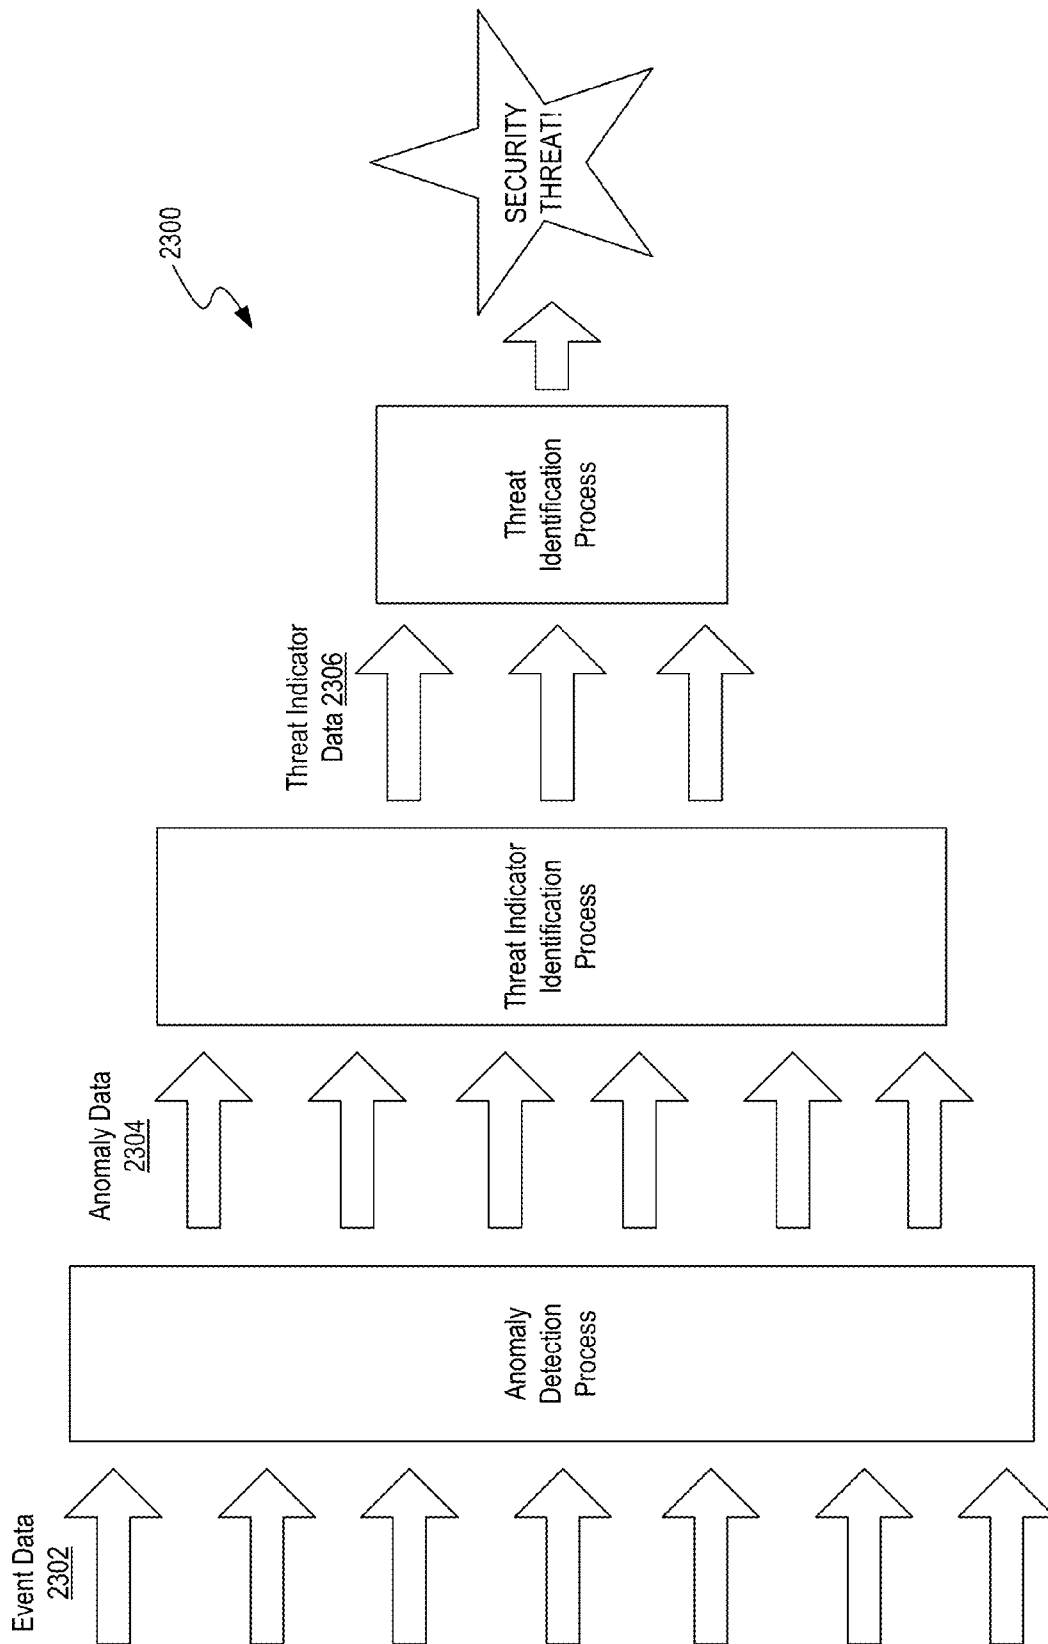 2300
Event Data
2302
Anomaly
Detection
Process
Anomaly Data
2304
Threat Indicator
Identification
Process
Threat Indicator
Data 2306
Threat
Identification
Process
SECURITY
THREAT!